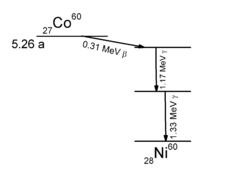 27Co60
5.26 a
0.31 MeV β
1.17 MeV γ
1.33 MeV γ
28Ni60